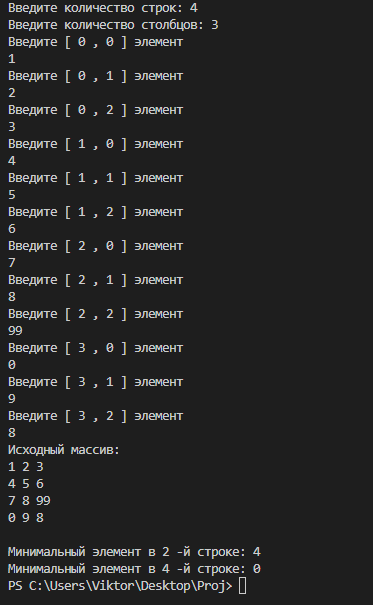 Введите количество строк: 4
Введите количество столбцов: 3
Введите [ 0 , 0 ] элемент
1
Введите [ 0 , 1 ] элемент
2
Введите [ 0 , 2 ] элемент
3
Введите [ 1 , 0 ] элемент
4
Введите [ 1 , 1 ] элемент
5
Введите [ 1 , 2 ] элемент
6
Введите [ 2 , 0 ] элемент
7
Введите [ 2 , 1 ] элемент
8
Введите [ 2 , 2 ] элемент
99
Введите [ 3 , 0 ] элемент
0
Введите [ 3 , 1 ] элемент
9
Введите [ 3 , 2 ] элемент
8
Исходный массив:
1 2 3
4 5 6
7 8 99
0 9 8
Минимальный элемент в 2 -й строке: 4
Минимальный элемент в 4 -й строке: 0
PS C:\Users\Viktor\Desktop\Proj>